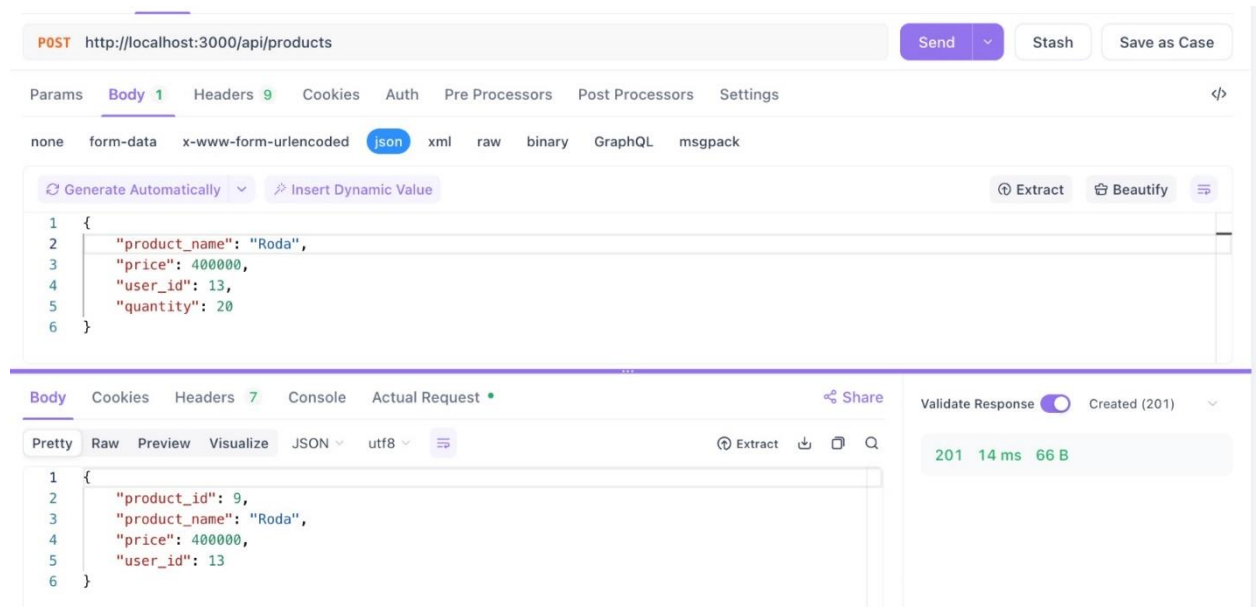 POST http://localhost:3000/api/products Send Stash Save as Case
Params Body 1 Headers 9 Cookies Auth Pre Processors Post Processors Settings </>
none form-data x-www-form-urlencoded json xml raw binary GraphQL msgpack
Generate Automatically Insert Dynamic Value Extract Beautify
1 {
2 "product_name": "Roda",
3 "price": 400000,
4 "user_id": 13,
5 "quantity": 20
6 }
Body Cookies Headers 7 Console Actual Request • Share
Validate Response Created (201)
Pretty Raw Preview Visualize JSON utf8 Extract
201 14 ms 66 B
1 {
2 "product_id": 9,
3 "product_name": "Roda",
4 "price": 400000,
5 "user_id": 13
6 }